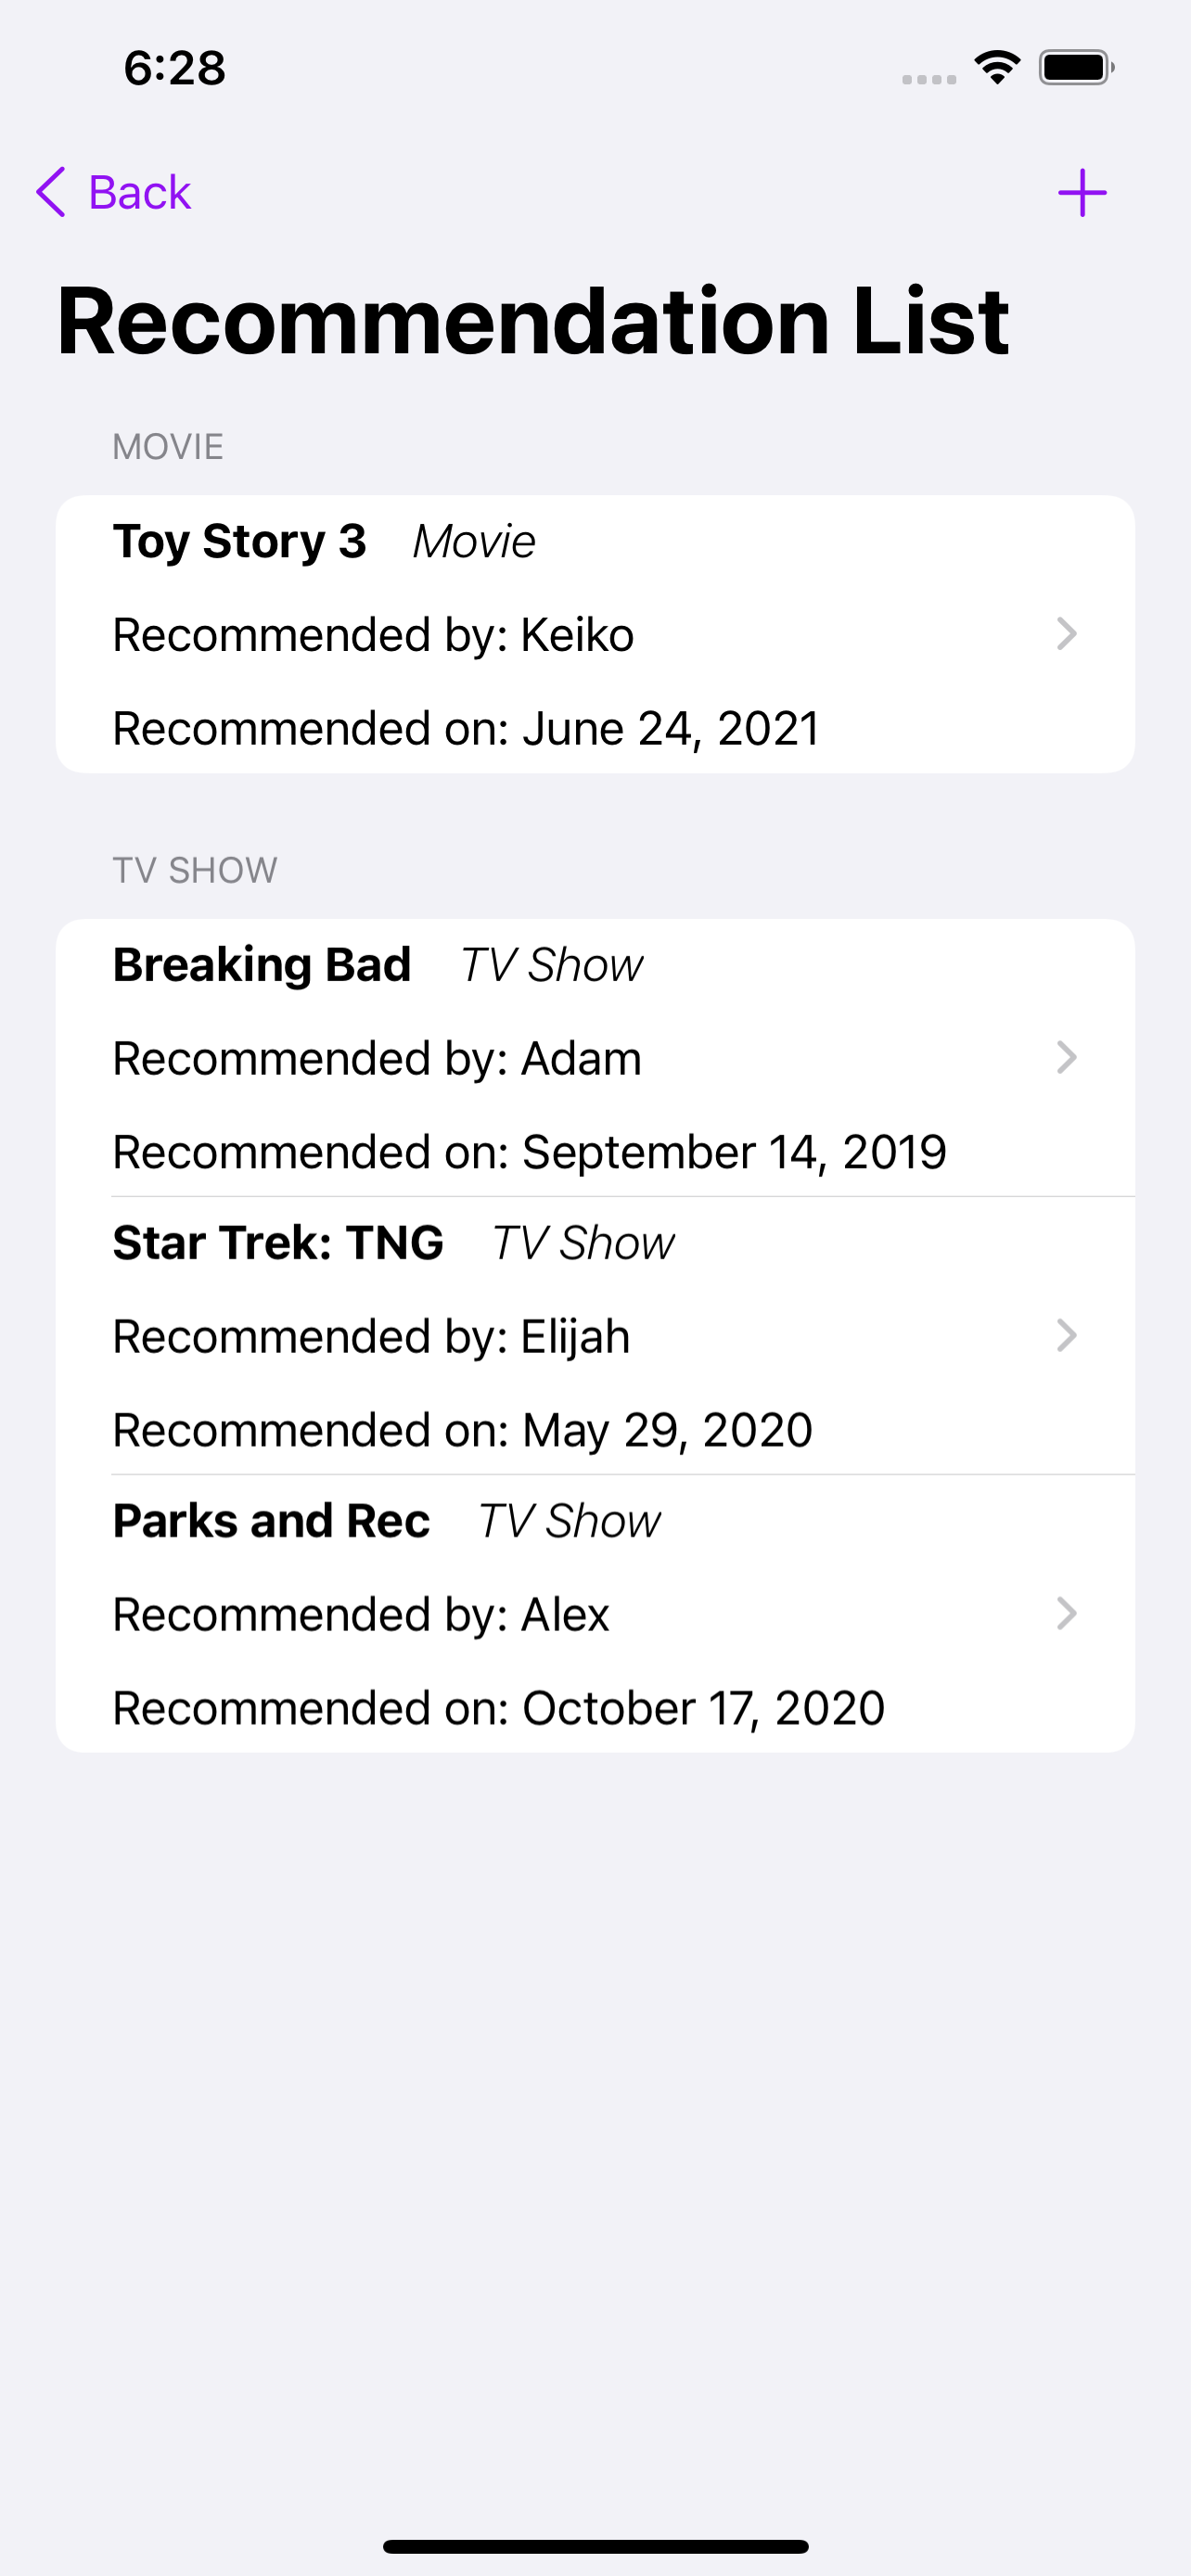 6:28
Back
Recommendation List
MOVIE
Toy Story 3 Movie
Recommended by: Keiko
Recommended on: June 24, 2021
TV SHOW
Breaking Bad TV Show
Recommended by: Adam
Recommended on: September 14, 2019
Star Trek: TNG TV Show
Recommended by: Elijah
Recommended on: May 29, 2020
Parks and Rec TV Show
Recommended by: Alex
Recommended on: October 17, 2020